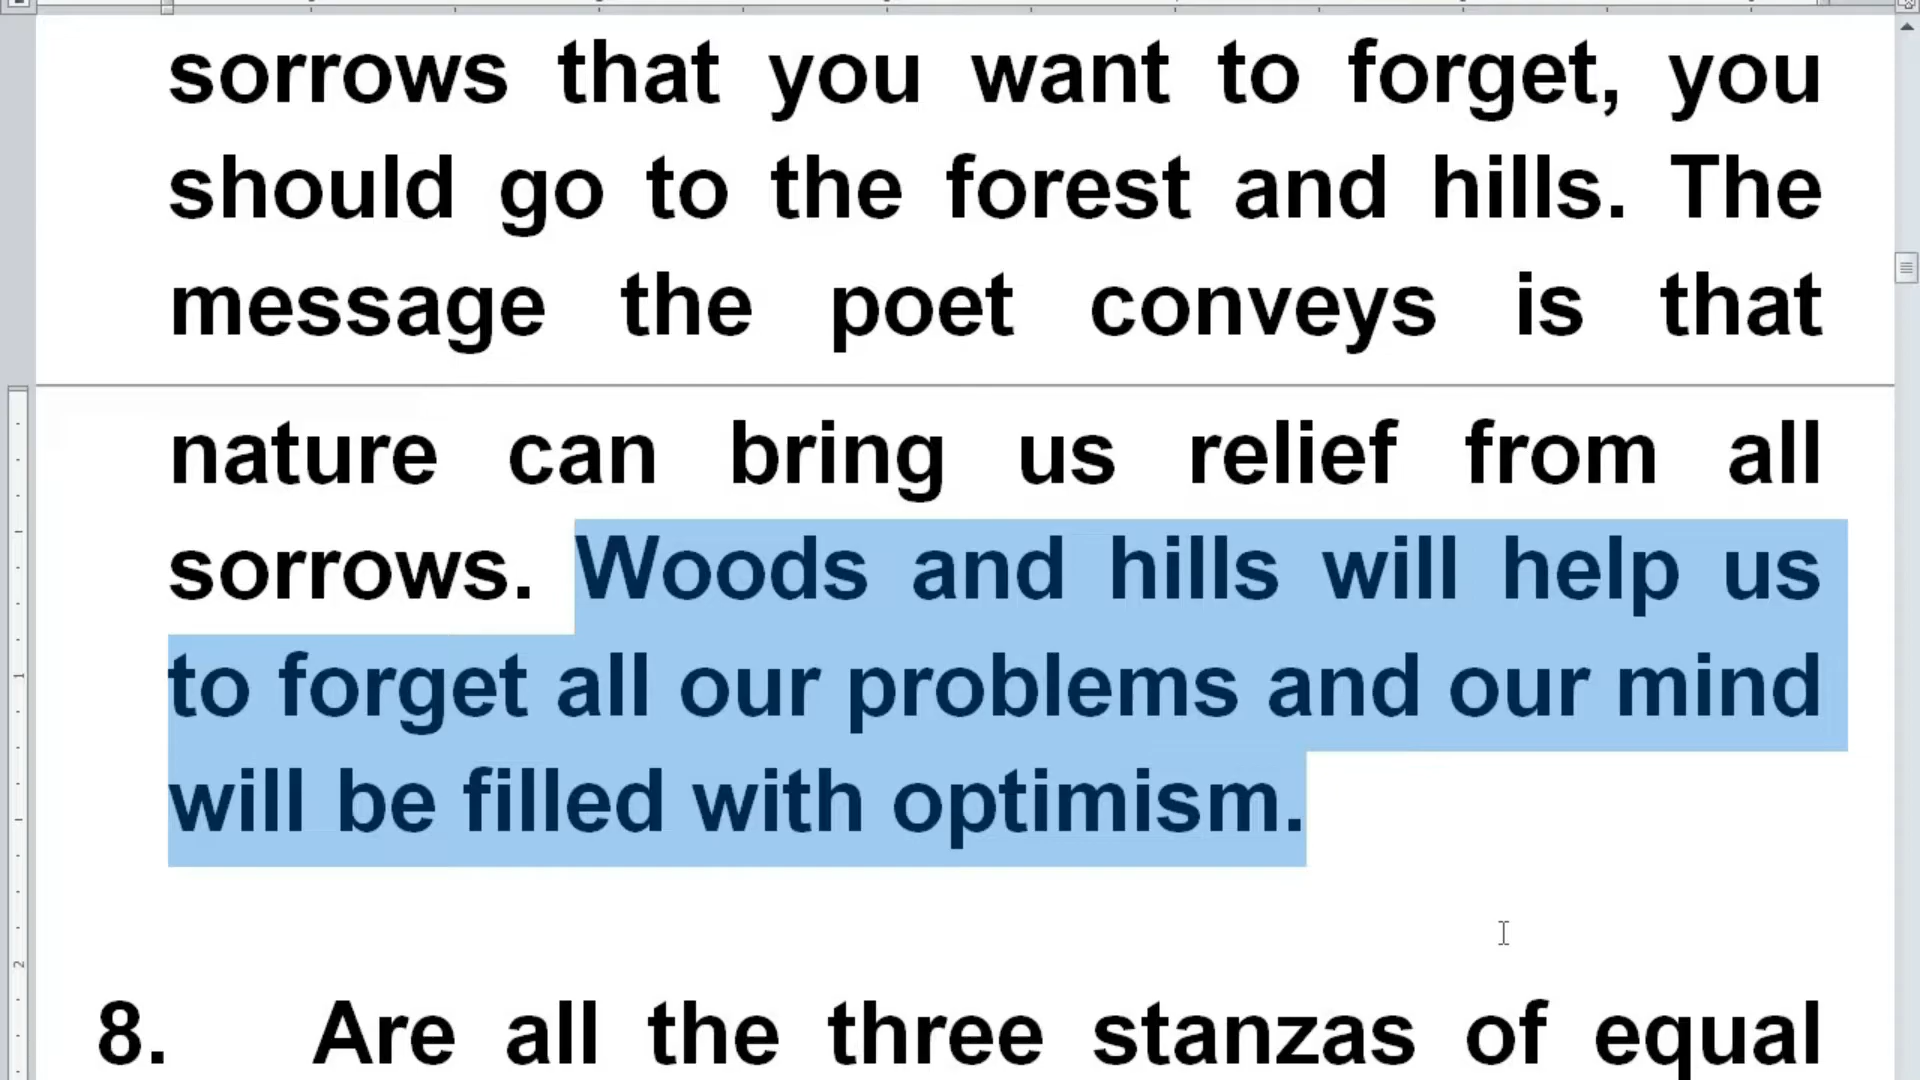 sorrows that you want to forget, you
should go to the forest and hills. The
message the poet conveys is that
nature can bring us relief from all
sorrows. Woods and hills will help us
to forget all our problems and our mind
will be filled with optimism.
8. Are all the three stanzas of equal
1
2